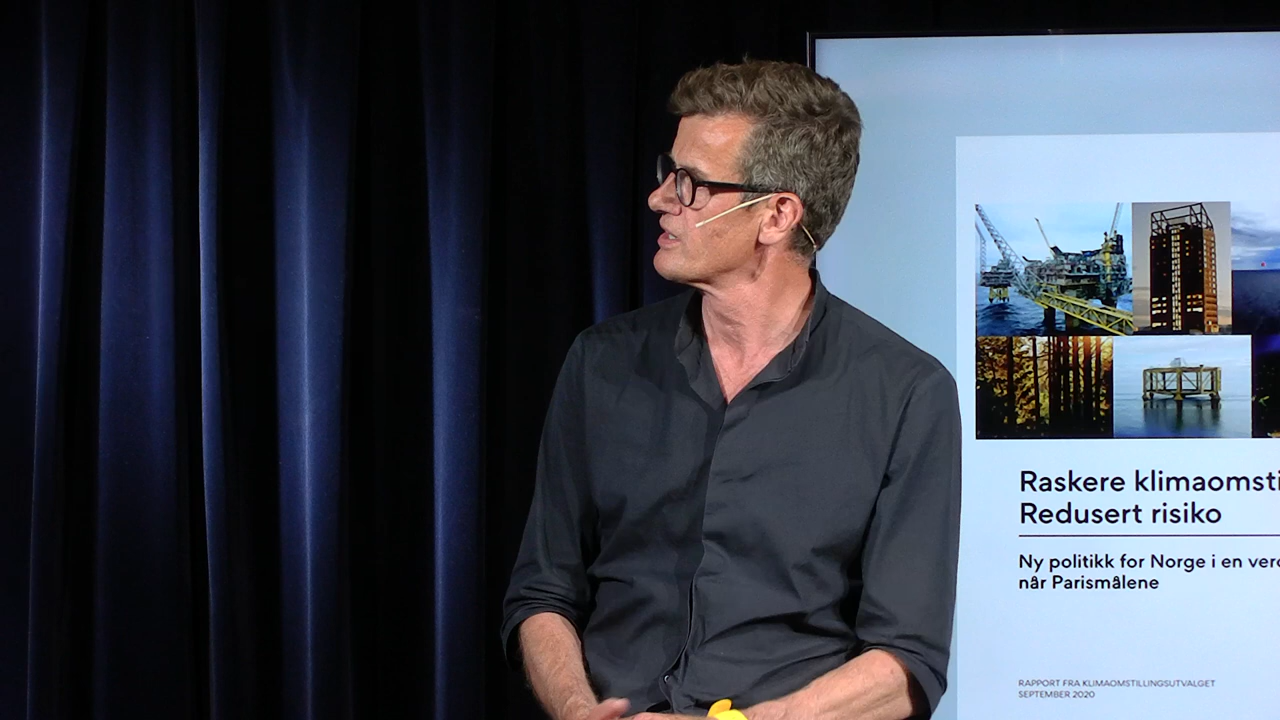 Raskere klimaomsti
Redusert risiko
Ny politikk for Norge i en verd
når Parismålene
RAPPORT FRA KLIMAOMSTILLINGSUTVALGET
SEPTEMBER 2020